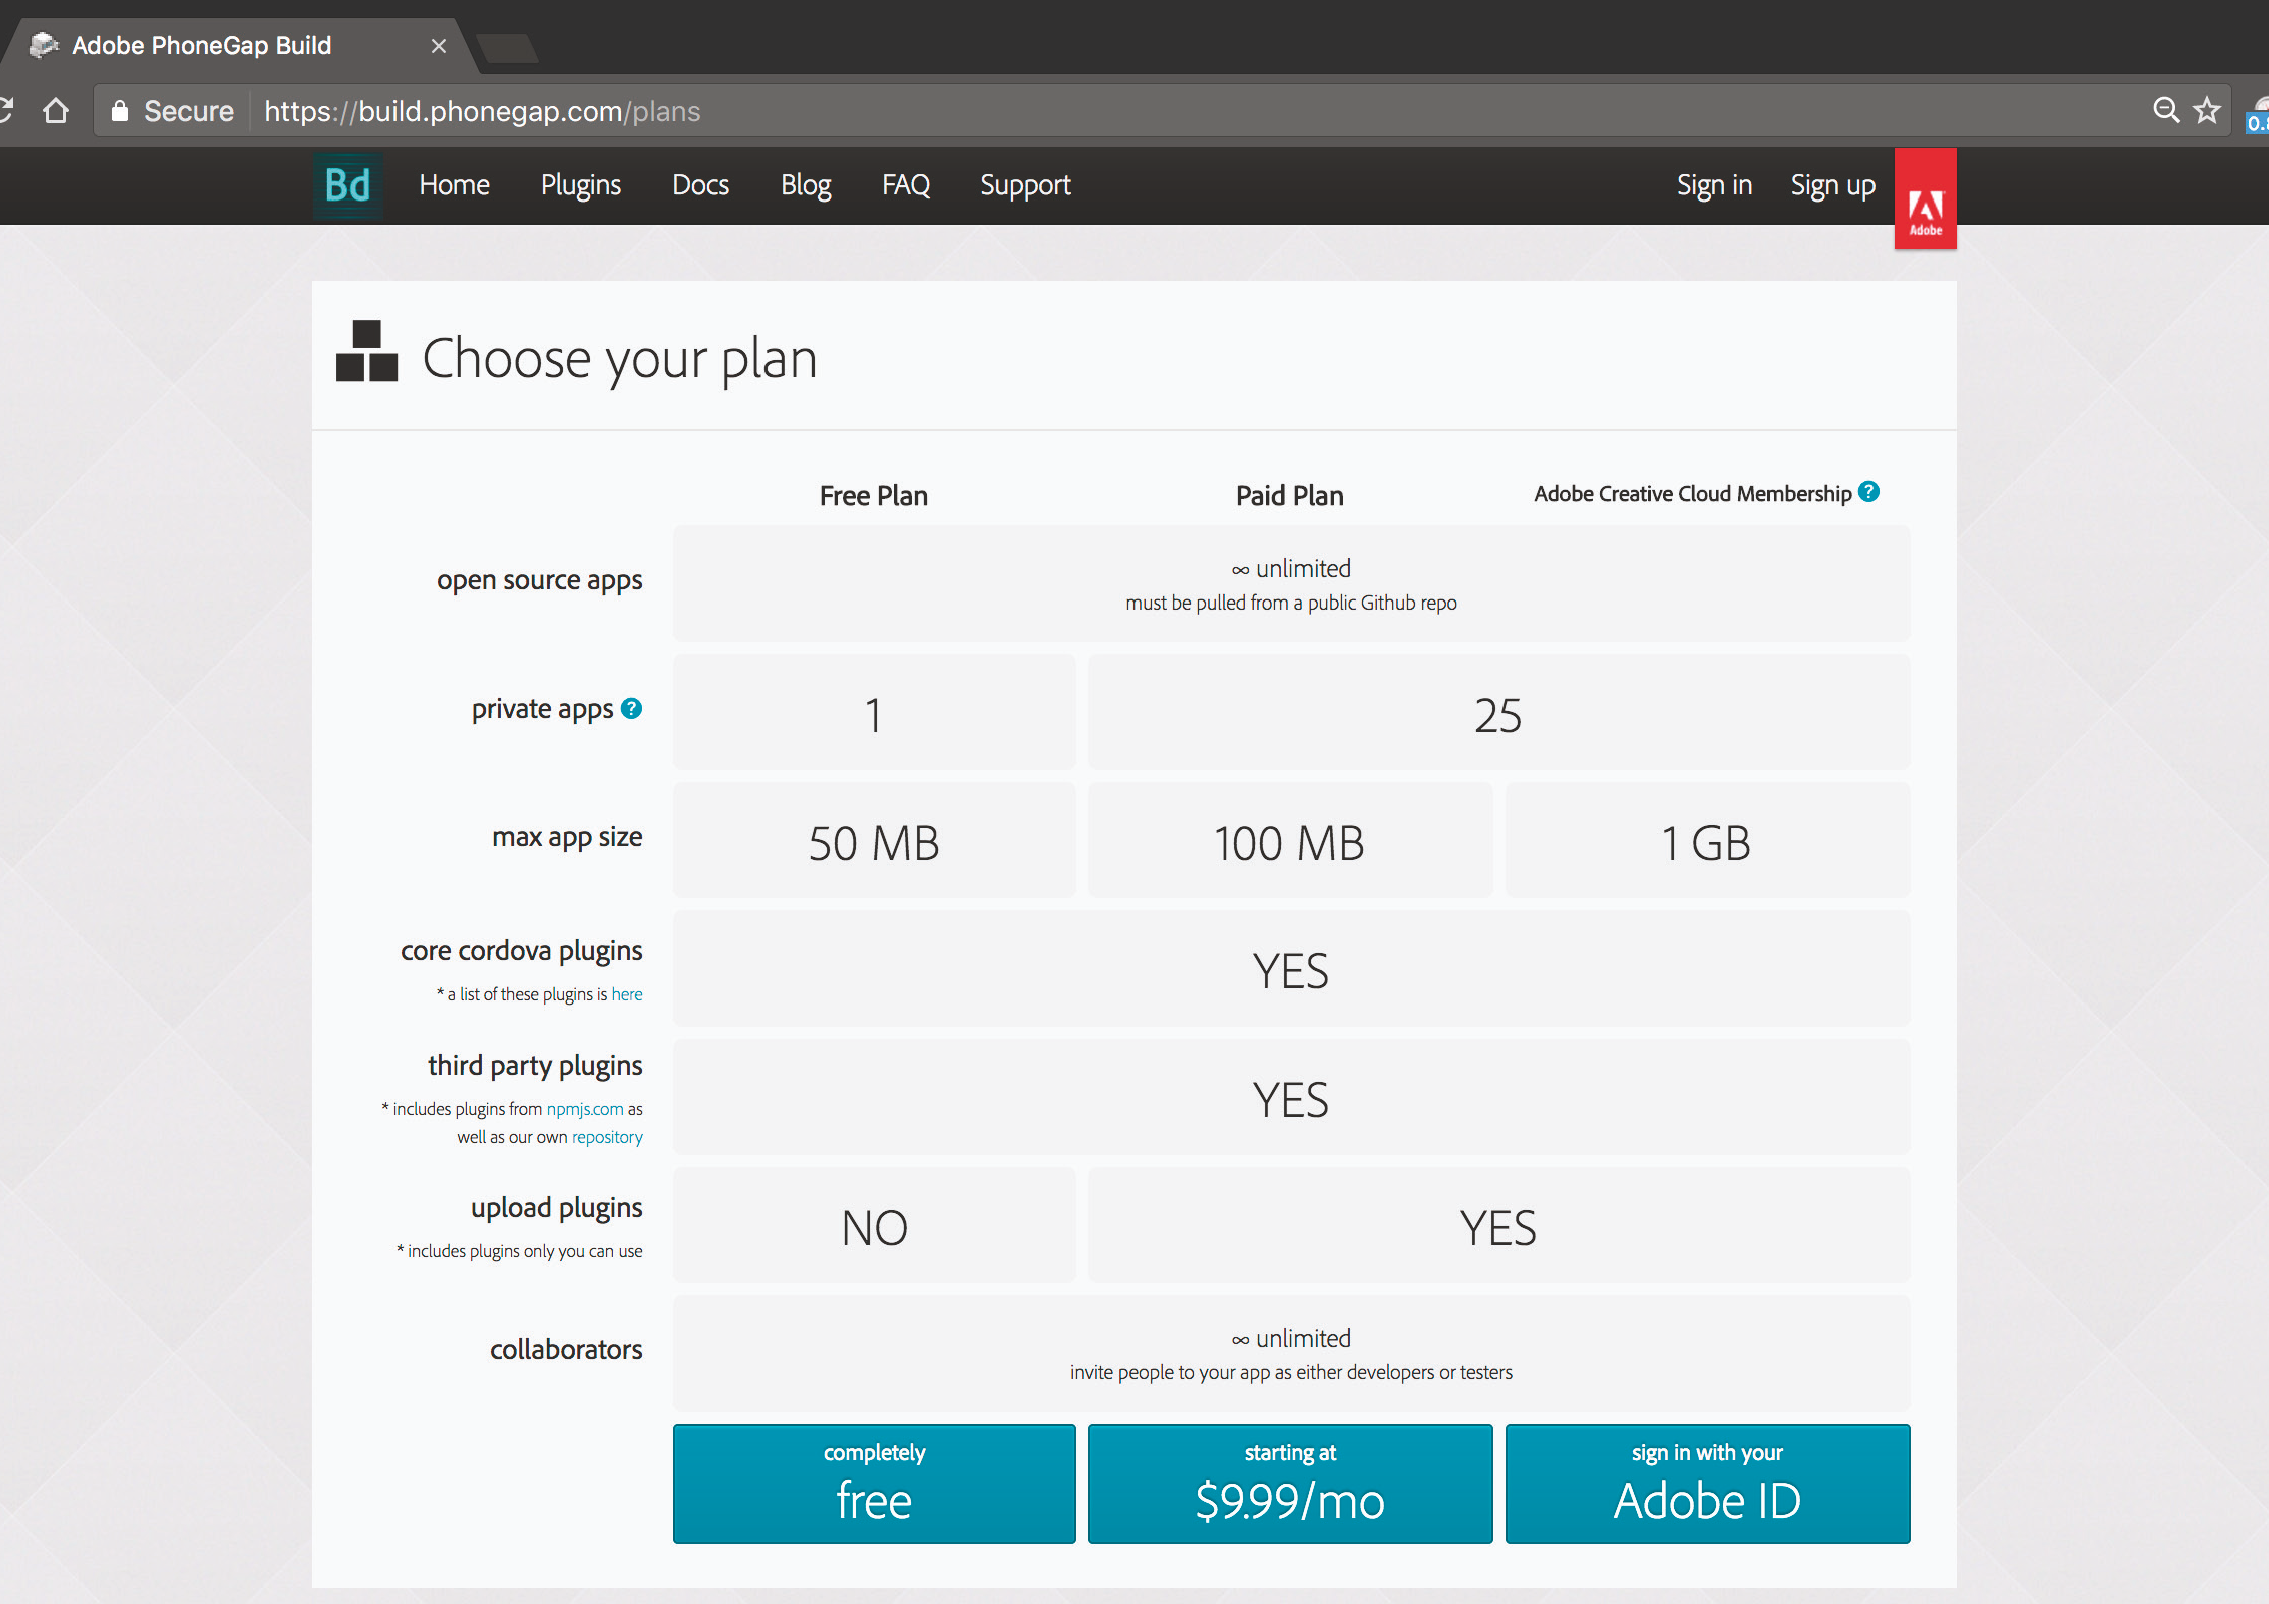 Adobe PhoneGap Build
Secure https://build.phonegap.com/plans
Bd Home Plugins Docs Blog FAQ Support Sign in Sign up
Adobe
Choose your plan
Free Plan Paid Plan Adobe Creative Cloud Membership ?
open source apps
∞ unlimited
must be pulled from a public Github repo
private apps ? 1 25
max app size 50 MB 100 MB 1 GB
core cordova plugins
* a list of these plugins is here
YES
third party plugins
* includes plugins from npmjs.com as
well as our own repository
YES
upload plugins
* includes plugins only you can use
NO YES
collaborators
∞ unlimited
invite people to your app as either developers or testers
completely
free
starting at
$9.99/mo
sign in with your
Adobe ID